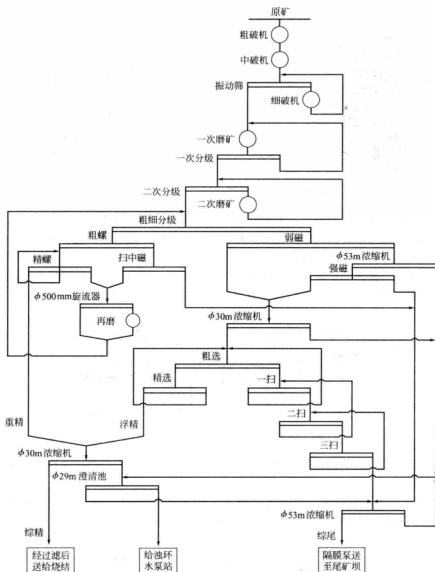 原矿
粗破机
中破机
振动筛
细破机
一次磨矿
一次分级
二次分级
二次磨矿
粗细分级
粗螺
弱磁
精螺
扫中磁
φ53m浓缩机
强磁
φ500mm旋流器
再磨
φ30m浓缩机
粗选
精选
一扫
二扫
三扫
重精
浮精
φ30m浓缩机
φ29m澄清池
φ53m浓缩机
综精
综尾
经过滤后
送给烧结
给浊环
水泵站
隔膜泵送
至尾矿坝